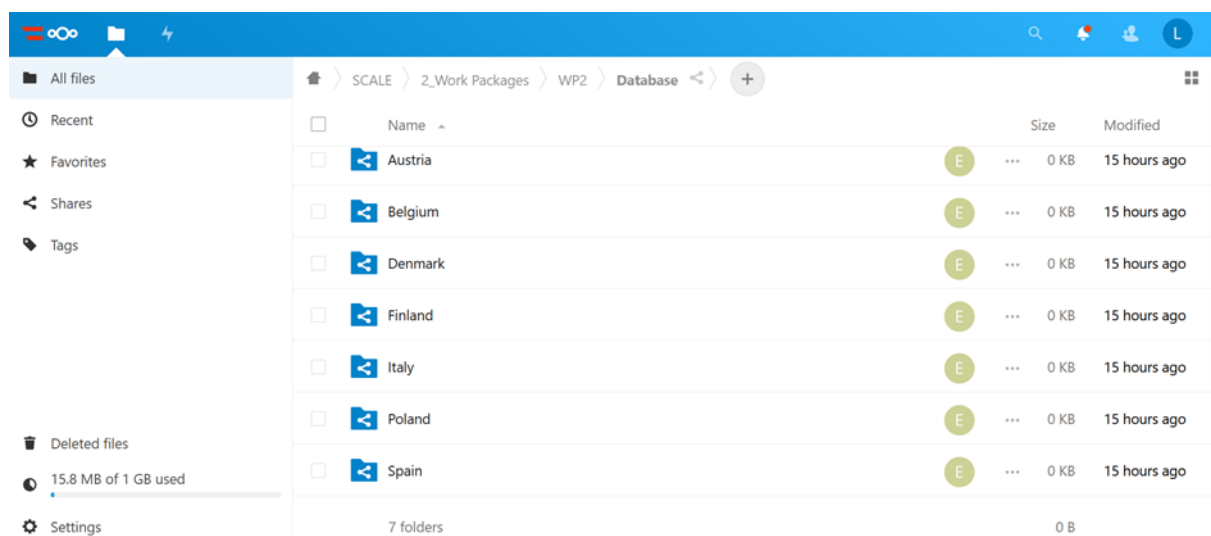 L
All files
Recent
Favorites
Shares
Tags
Deleted files
15.8 MB of 1 GB used
Settings
SCALE 2_Work Packages WP2 Database +
Name Size Modified
Austria E ... 0 KB 15 hours ago
Belgium E ... 0 KB 15 hours ago
Denmark E ... 0 KB 15 hours ago
Finland E ... 0 KB 15 hours ago
Italy E ... 0 KB 15 hours ago
Poland E ... 0 KB 15 hours ago
Spain E ... 0 KB 15 hours ago
7 folders 0 B